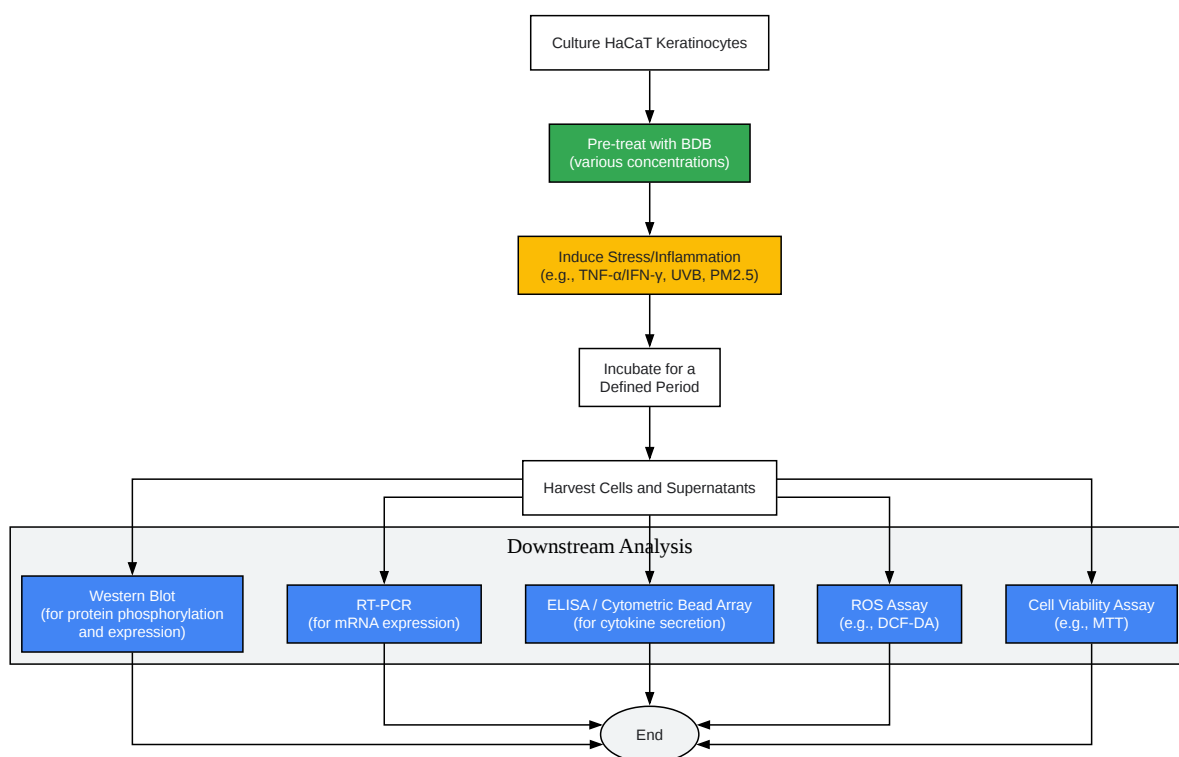 Culture HaCaT Keratinocytes
Pre-treat with BDB
(various concentrations)
Induce Stress/Inflammation
(e.g., TNF-α/IFN-γ, UVB, PM2.5)
Incubate for a
Defined Period
Harvest Cells and Supernatants
Downstream Analysis
Western Blot
(for protein phosphorylation
and expression)
RT-PCR
(for mRNA expression)
ELISA / Cytometric Bead Array
(for cytokine secretion)
ROS Assay
(e.g., DCF-DA)
Cell Viability Assay
(e.g., MTT)
End